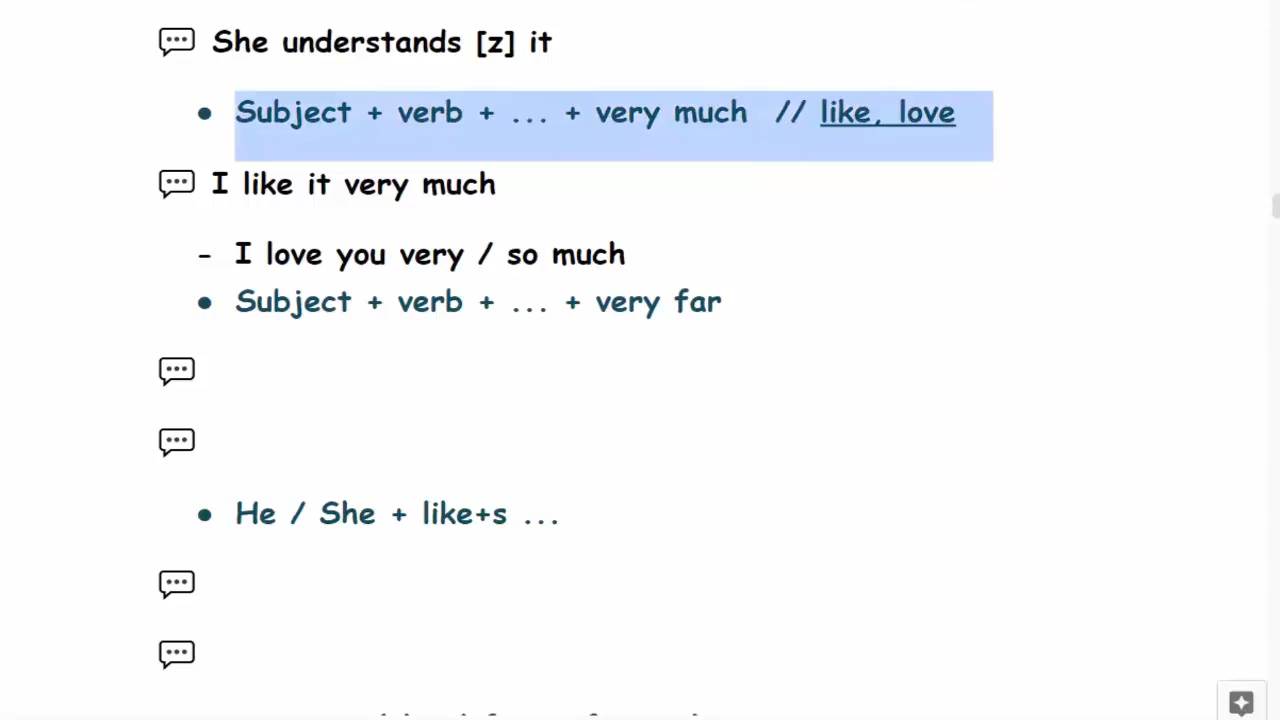 She understands [z] it
● Subject + verb + ... + very much // like, love
I like it very much
- I love you very / so much
● Subject + verb + ... + very far
● He / She + like+s ...